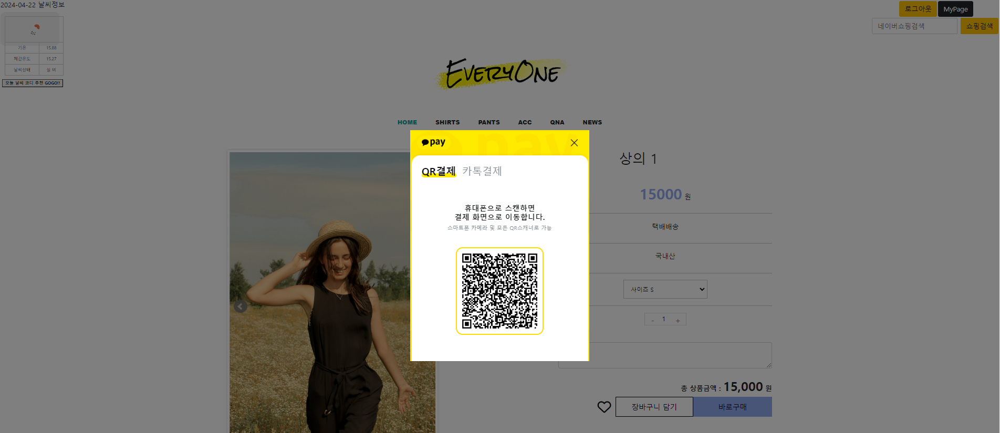 2024-04-22 날씨정보
기온 15.88
체감온도 15.27
날씨상태 실 비
오늘 날씨 코디 추천 GOGO!!
로그아웃 MyPage
네이버쇼핑검색 쇼핑검색
EVERYONE
HOME SHIRTS PANTS ACC QNA NEWS
pay
pay
QR결제 카톡결제
휴대폰으로 스캔하면
결제 화면으로 이동합니다.
스마트폰 카메라 및 모든 QR스캐너로 가능
상의 1
15000 원
택배배송
국내산
사이즈 S
- 1 +
총 상품금액 : 15,000 원
장바구니 담기 바로구매